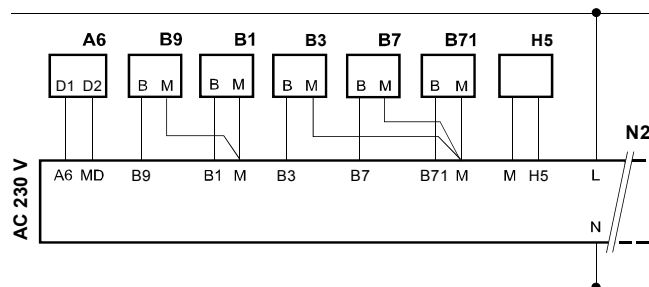 A6 B9 B1 B3 B7 B71 H5
D1 D2 B M B M B M B M B M
N2
A6 MD B9 B1 M B3 B7 B71 M M H5 L
AC 230 V
N